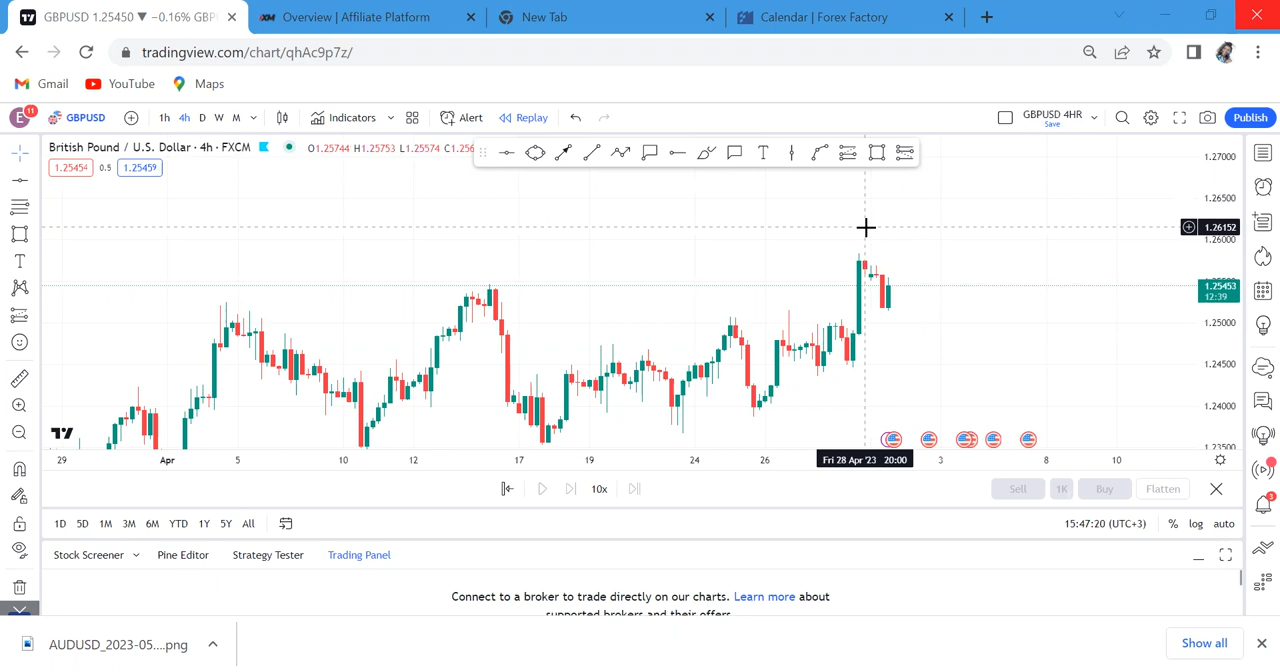 GBPUSD 1.25450 ▼ −0.16% GBP
Overview | Affiliate Platform
New Tab
Calendar | Forex Factory
tradingview.com/chart/qhAc9p7z/
Gmail
YouTube
Maps
E
11
GBPUSD
1h
4h
D
W
M
Indicators
Alert
Replay
GBPUSD 4HR
Save
Publish
British Pound / U.S. Dollar · 4h · FXCM
O1.25744 H1.25753 L1.25574 C1.256
1.25454
0.5
1.25459
1.27000
1.26500
1.26152
1.26000
1.25453
12:39
1.25000
1.24500
1.24000
1.23500
29
Apr
5
10
12
17
19
24
26
Fri 28 Apr '23 20:00
3
8
10
10x
Sell
1K
Buy
Flatten
1D
5D
1M
3M
6M
YTD
1Y
5Y
All
15:47:20 (UTC+3)
%
log
auto
3
Stock Screener
Pine Editor
Strategy Tester
Trading Panel
Connect to a broker to trade directly on our charts. Learn more about
supported brokers and their offers.
AUDUSD_2023-05....png
Show all